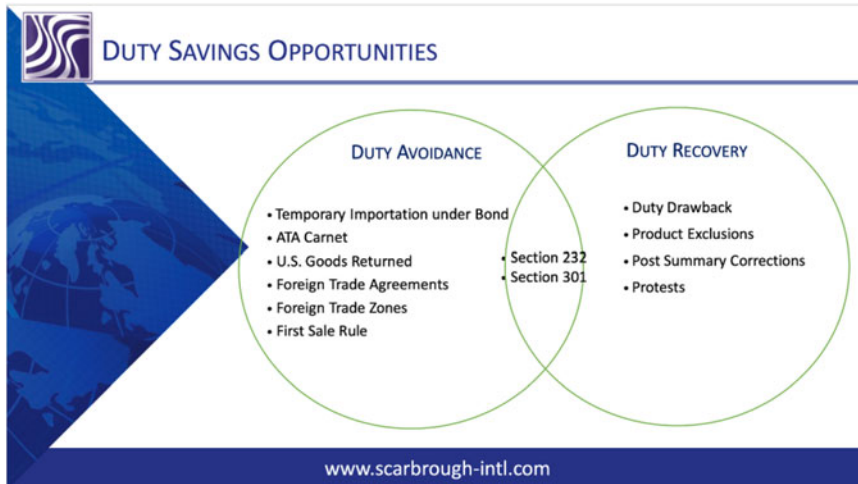 DUTY SAVINGS OPPORTUNITIES
DUTY AVOIDANCE
• Temporary Importation under Bond
• ATA Carnet
• U.S. Goods Returned
• Foreign Trade Agreements
• Foreign Trade Zones
• First Sale Rule
• Section 232
• Section 301
DUTY RECOVERY
• Duty Drawback
• Product Exclusions
• Post Summary Corrections
• Protests
www.scarbrough-intl.com